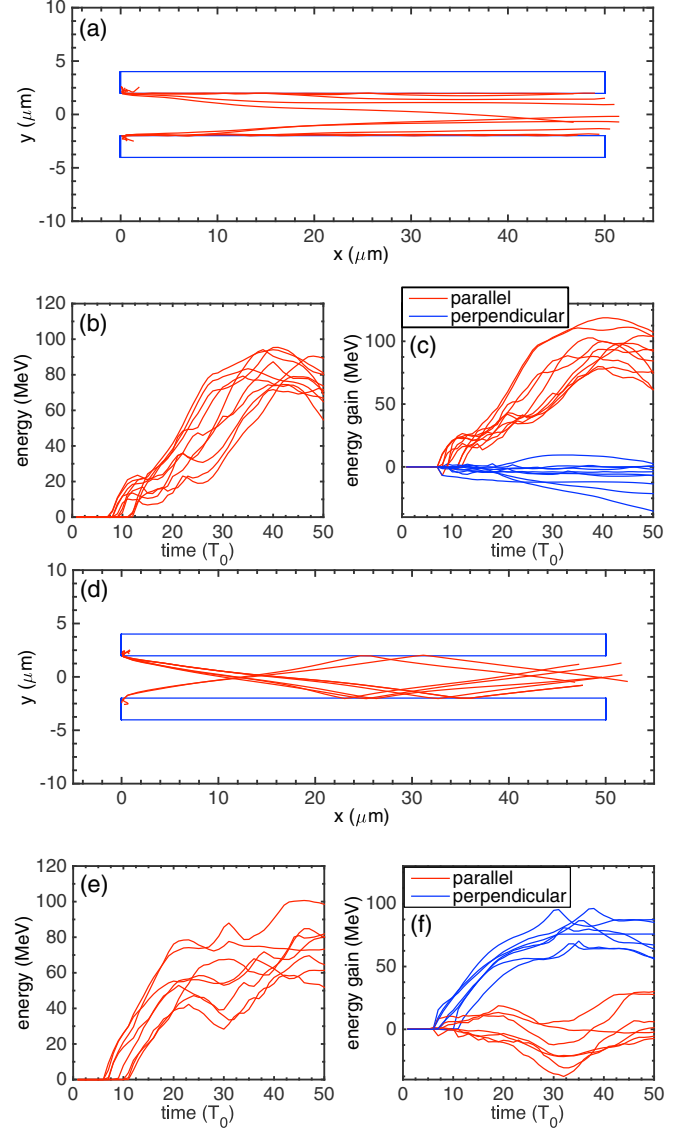 (a)
10
5
0
-5
-10
y (μm)
0 10 20 30 40 50
x (μm)
(b)
120
100
80
60
40
20
0
energy (MeV)
0 10 20 30 40 50
time (T0)
parallel
perpendicular
(c)
100
50
0
energy gain (MeV)
0 10 20 30 40 50
time (T0)
(d)
10
5
0
-5
-10
y (μm)
0 10 20 30 40 50
x (μm)
(e)
120
100
80
60
40
20
0
energy (MeV)
0 10 20 30 40 50
time (T0)
parallel
perpendicular
(f)
100
50
0
energy gain (MeV)
0 10 20 30 40 50
time (T0)